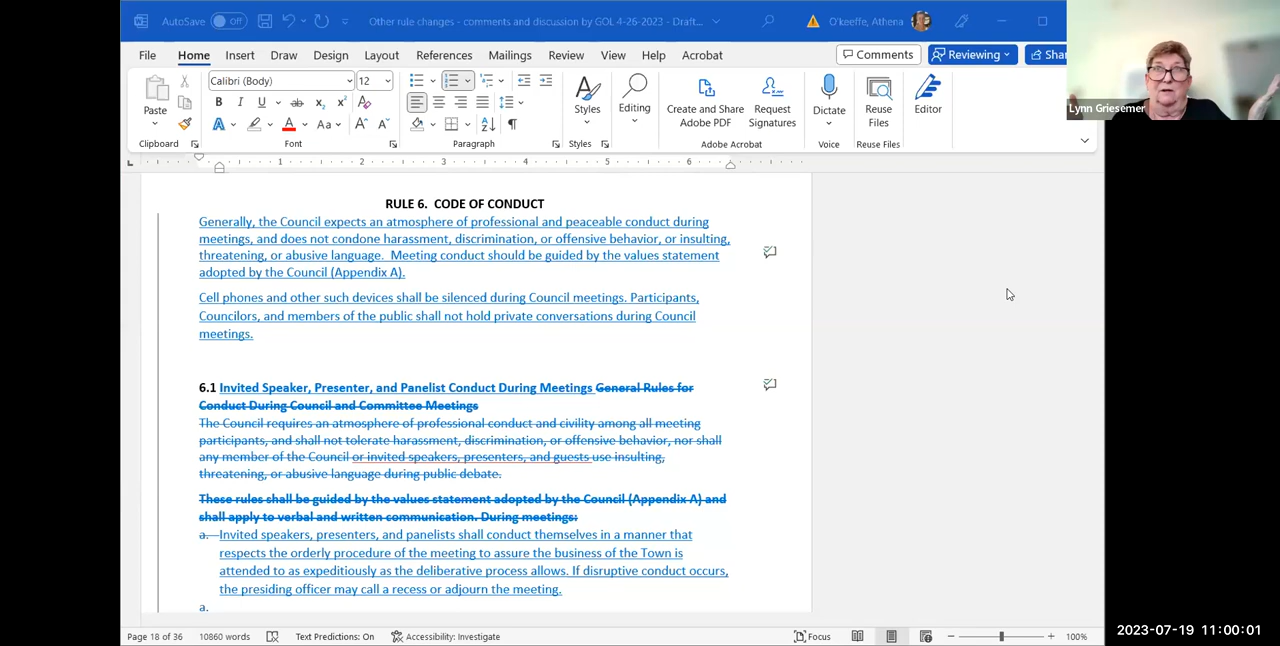 AutoSave Off Other rule changes - comments and discussion by GOL 4-26-2023 - Draft... O'keeffe, Athena
File Home Insert Draw Design Layout References Mailings Review View Help Acrobat Comments Reviewing Shar
Lynn Griesemer
Calibri (Body) 12
Paste
B I U ab x₂ x² A
A A Aa A A
Styles
Editing
Create and Share
Adobe PDF
Request
Signatures
Dictate
Reuse
Files
Editor
Clipboard Font Paragraph Styles Adobe Acrobat Voice Reuse Files
1 2 3 4 5 6
RULE 6. CODE OF CONDUCT
Generally, the Council expects an atmosphere of professional and peaceable conduct during
meetings, and does not condone harassment, discrimination, or offensive behavior, or insulting,
threatening, or abusive language. Meeting conduct should be guided by the values statement
adopted by the Council (Appendix A).
Cell phones and other such devices shall be silenced during Council meetings. Participants,
Councilors, and members of the public shall not hold private conversations during Council
meetings.
6.1 Invited Speaker, Presenter, and Panelist Conduct During Meetings General Rules for
Conduct During Council and Committee Meetings
The Council requires an atmosphere of professional conduct and civility among all meeting
participants, and shall not tolerate harassment, discrimination, or offensive behavior, nor shall
any member of the Council or invited speakers, presenters, and guests use insulting,
threatening, or abusive language during public debate.
These rules shall be guided by the values statement adopted by the Council (Appendix A) and
shall apply to verbal and written communication. During meetings:
a. Invited speakers, presenters, and panelists shall conduct themselves in a manner that
respects the orderly procedure of the meeting to assure the business of the Town is
attended to as expeditiously as the deliberative process allows. If disruptive conduct occurs,
the presiding officer may call a recess or adjourn the meeting.
a.
Page 18 of 36 10860 words Text Predictions: On Accessibility: Investigate Focus 100%
2023-07-19 11:00:01